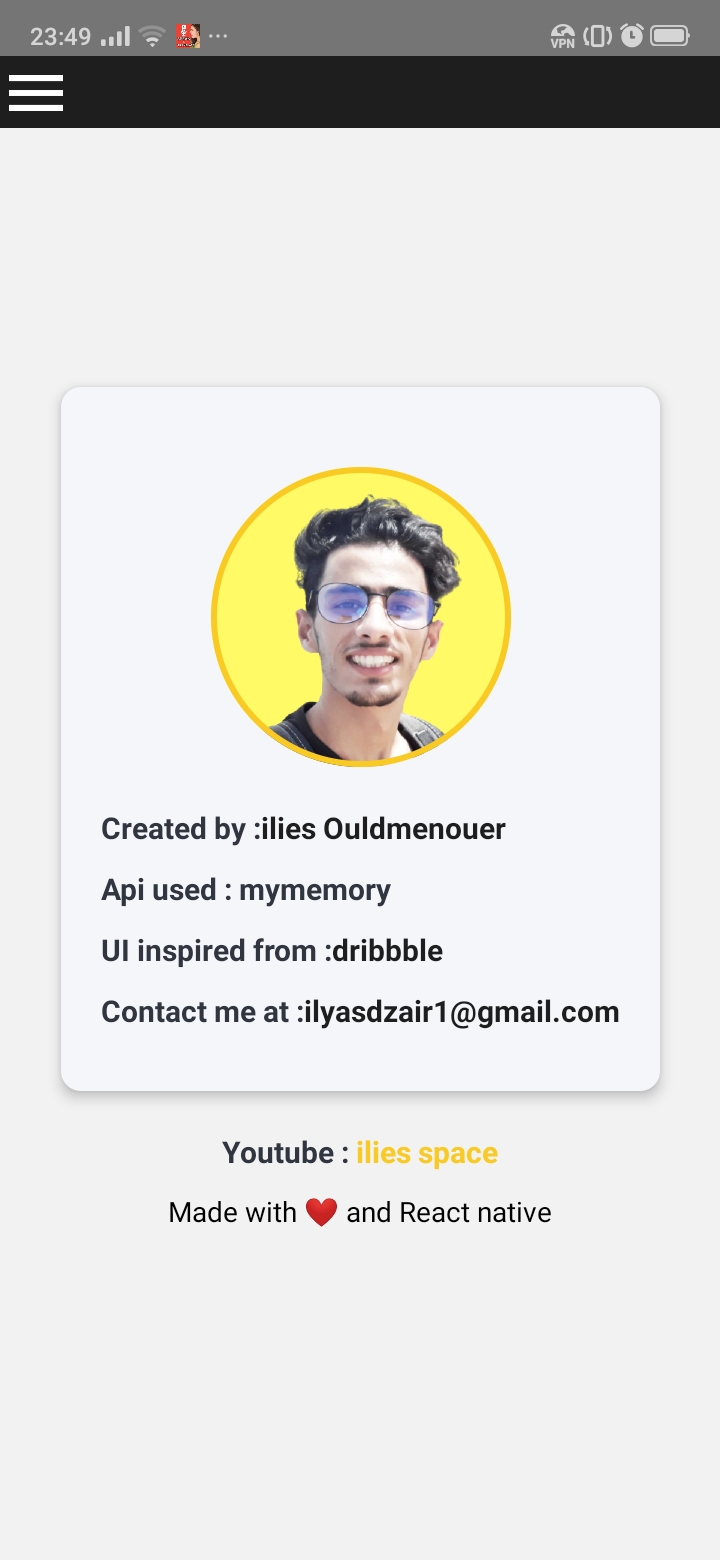 23:49
VPN
Created by :ilies Ouldmenouer
Api used : mymemory
UI inspired from :dribbble
Contact me at :ilyasdzair1@gmail.com
Youtube : ilies space
Made with ❤️ and React native